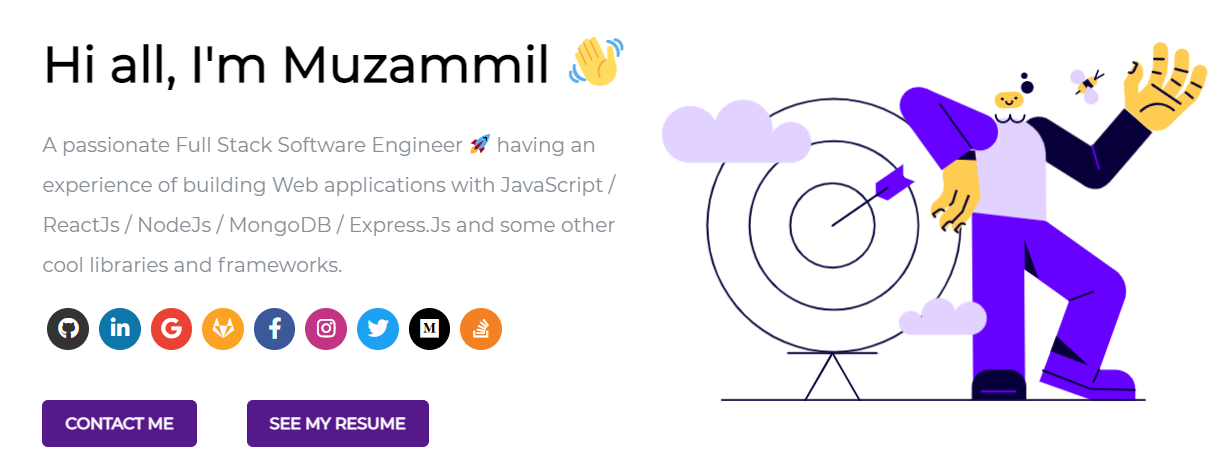 Hi all, I'm Muzammil 👋
A passionate Full Stack Software Engineer 🚀 having an
experience of building Web applications with JavaScript /
ReactJs / NodeJs / MongoDB / Express.Js and some other
cool libraries and frameworks.
in G f M
CONTACT ME
SEE MY RESUME